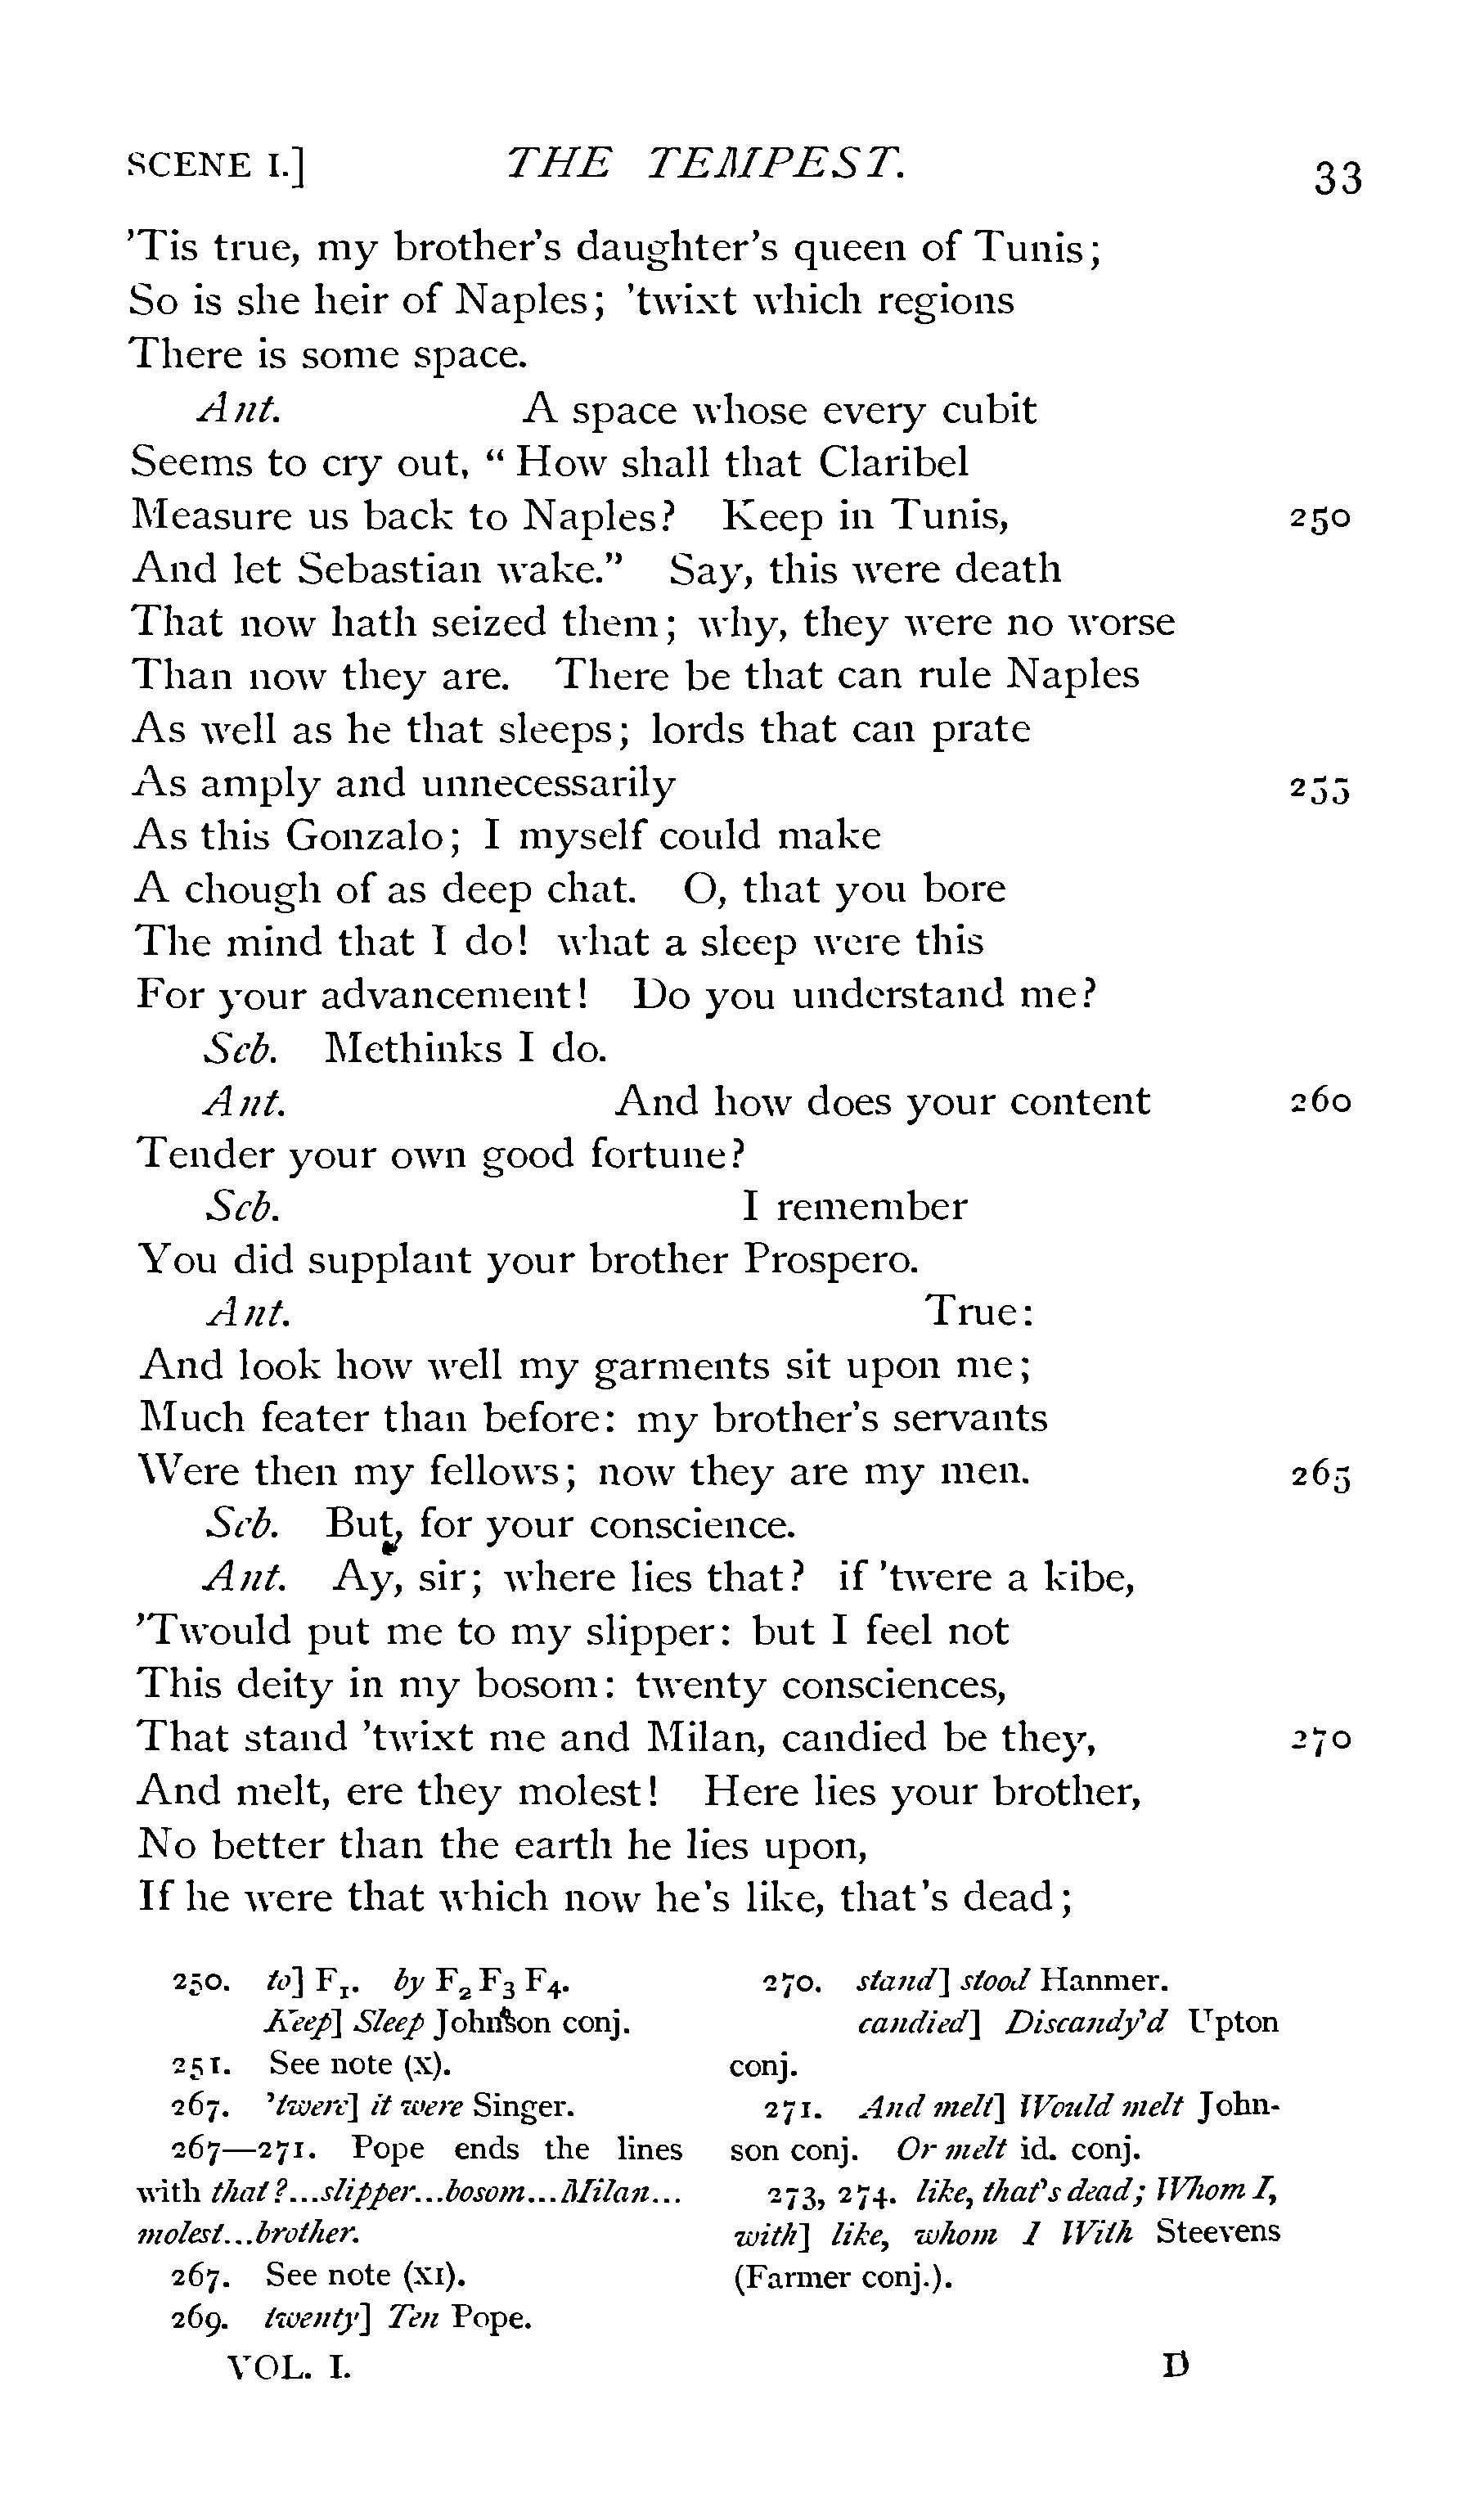 SCENE I.] THE TEMPEST. 33
'Tis true, my brother's daughter's queen of Tunis;
So is she heir of Naples; 'twixt which regions
There is some space.
Ant. A space whose every cubit
Seems to cry out, “How shall that Claribel
Measure us back to Naples? Keep in Tunis, 250
And let Sebastian wake.” Say, this were death
That now hath seized them; why, they were no worse
Than now they are. There be that can rule Naples
As well as he that sleeps; lords that can prate
As amply and unnecessarily 255
As this Gonzalo; I myself could make
A chough of as deep chat. O, that you bore
The mind that I do! what a sleep were this
For your advancement! Do you understand me?
Seb. Methinks I do.
Ant. And how does your content 260
Tender your own good fortune?
Seb. I remember
You did supplant your brother Prospero.
Ant. True:
And look how well my garments sit upon me;
Much feater than before: my brother's servants
Were then my fellows; now they are my men. 265
Seb. But, for your conscience.
Ant. Ay, sir; where lies that? if 'twere a kibe,
'Twould put me to my slipper: but I feel not
This deity in my bosom: twenty consciences,
That stand 'twixt me and Milan, candied be they, 270
And melt, ere they molest! Here lies your brother,
No better than the earth he lies upon,
If he were that which now he's like, that's dead;
250. to] F1. by F2 F3 F4.
Keep] Sleep Johnson conj.
251. See note (X).
267. 'twere] it were Singer.
267—271. Pope ends the lines
with that?...slipper...bosom...Milan...
molest...brother.
267. See note (XI).
269. twenty] Ten Pope.
270. stand] stood Hanmer.
candied] Discandy'd Upton
conj.
271. And melt] Would melt John-
son conj. Or melt id. conj.
273, 274. like, that's dead; Whom I,
with] like, whom I With Steevens
(Farmer conj.).
VOL. I. D